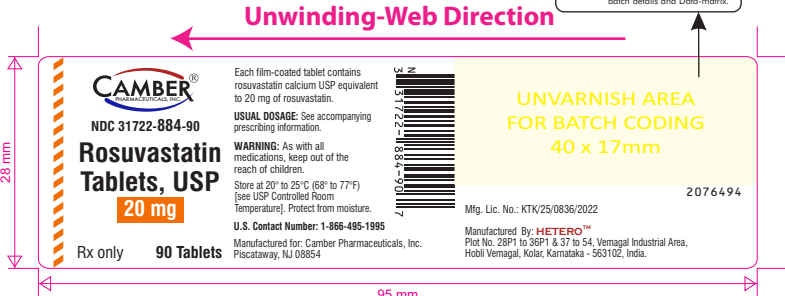 batch details and Data-matrix.
Unwinding-Web Direction
28 mm
CAMBER®
PHARMACEUTICALS, INC.
NDC 31722-884-90
Rosuvastatin
Tablets, USP
20 mg
Rx only 90 Tablets
Each film-coated tablet contains
rosuvastatin calcium USP equivalent
to 20 mg of rosuvastatin.
USUAL DOSAGE: See accompanying
prescribing information.
WARNING: As with all
medications, keep out of the
reach of children.
Store at 20° to 25°C (68° to 77°F)
[see USP Controlled Room
Temperature]. Protect from moisture.
U.S. Contact Number: 1-866-495-1995
Manufactured for: Camber Pharmaceuticals, Inc.
Piscataway, NJ 08854
N
3 31722-884-90 7
UNVARNISH AREA
FOR BATCH CODING
40 x 17mm
2076494
Mfg. Lic. No.: KTK/25/0836/2022
Manufactured By: HETERO™
Plot No. 28P1 to 36P1 & 37 to 54, Vemagal Industrial Area,
Hobli Vemagal, Kolar, Karnataka - 563102, India.
95 mm